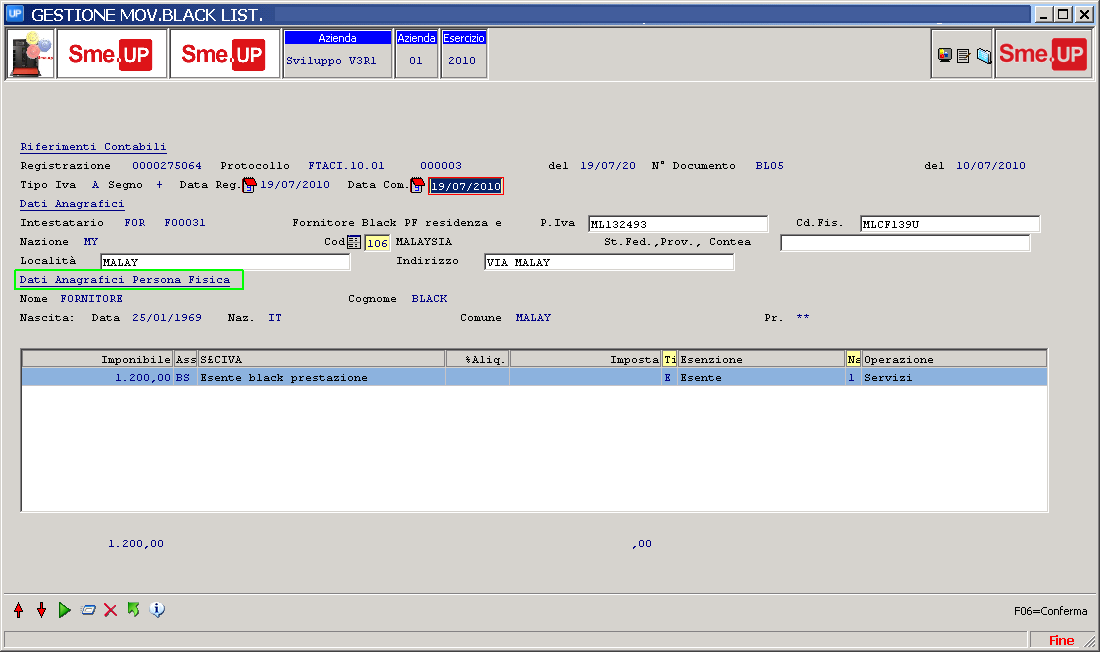 UP GESTIONE MOV.BLACK LIST.
Sme.UP Sme.UP Azienda Azienda Esercizio Sme.UP
Sviluppo V3R1 01 2010
Riferimenti Contabili
Registrazione 0000275064 Protocollo FTACI.10.01 000003 del 19/07/20 N° Documento BL05 del 10/07/2010
Tipo Iva A Segno + Data Reg. 19/07/2010 Data Com. 19/07/2010
Dati Anagrafici
Intestatario FOR F00031 Fornitore Black PF residenza e P.Iva ML132493 Cd.Fis. MLCF139U
Nazione MY Cod 106 MALAYSIA St.Fed.,Prov., Contea
Località MALAY Indirizzo VIA MALAY
Dati Anagrafici Persona Fisica
Nome FORNITORE Cognome BLACK
Nascita: Data 25/01/1969 Naz. IT Comune MALAY Pr. **
Imponibile Ass S£CIVA %Aliq. Imposta Ti Esenzione Na Operazione
1.200,00 BS Esente black prestazione E Esente 1 Servizi
1.200,00 ,00
F06=Conferma
Fine